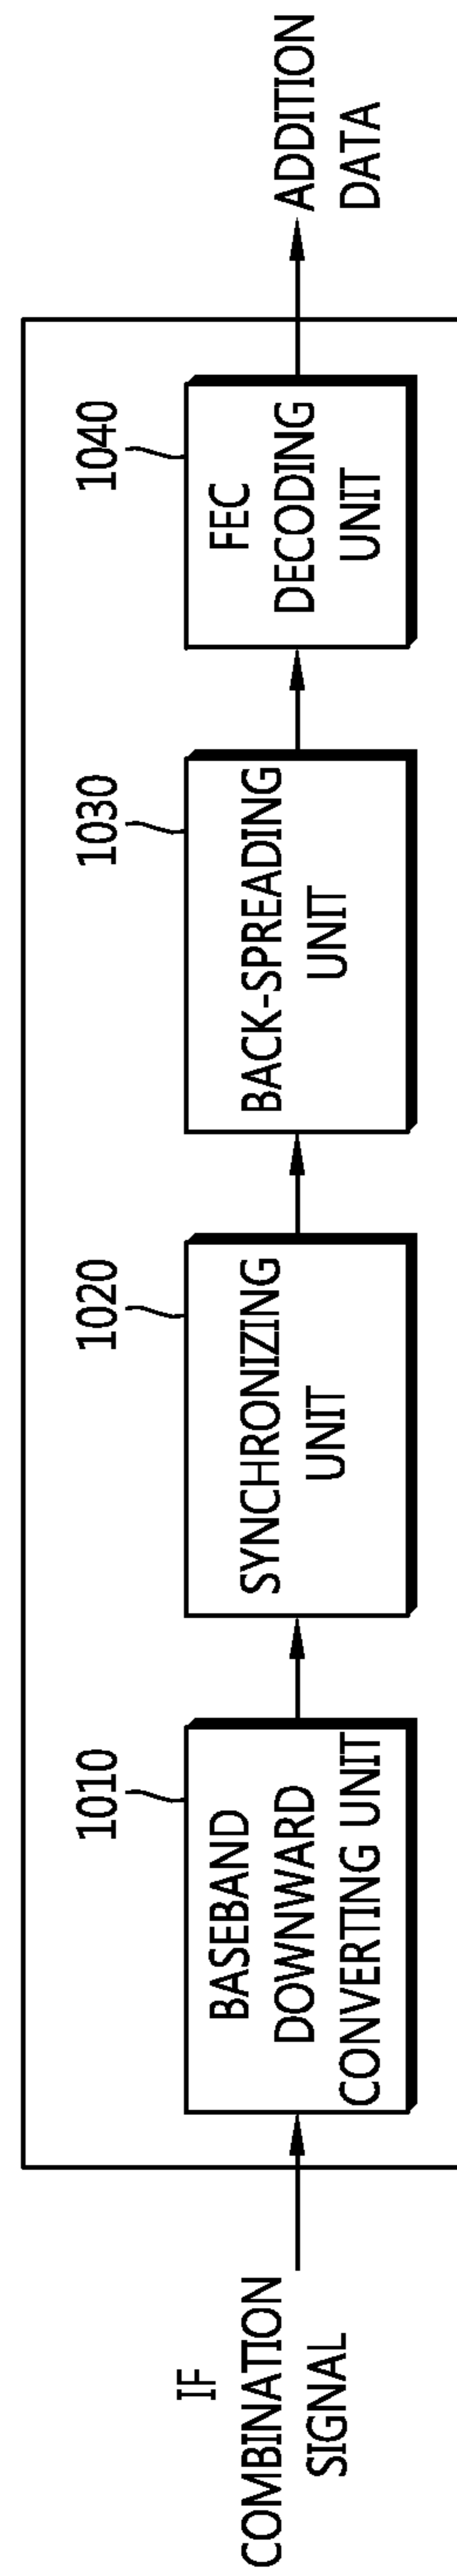 IF
COMBINATION
SIGNAL
1010
BASEBAND
DOWNWARD
CONVERTING UNIT
1020
SYNCHRONIZING
UNIT
1030
BACK-SPREADING
UNIT
1040
FEC
DECODING
UNIT
ADDITION
DATA